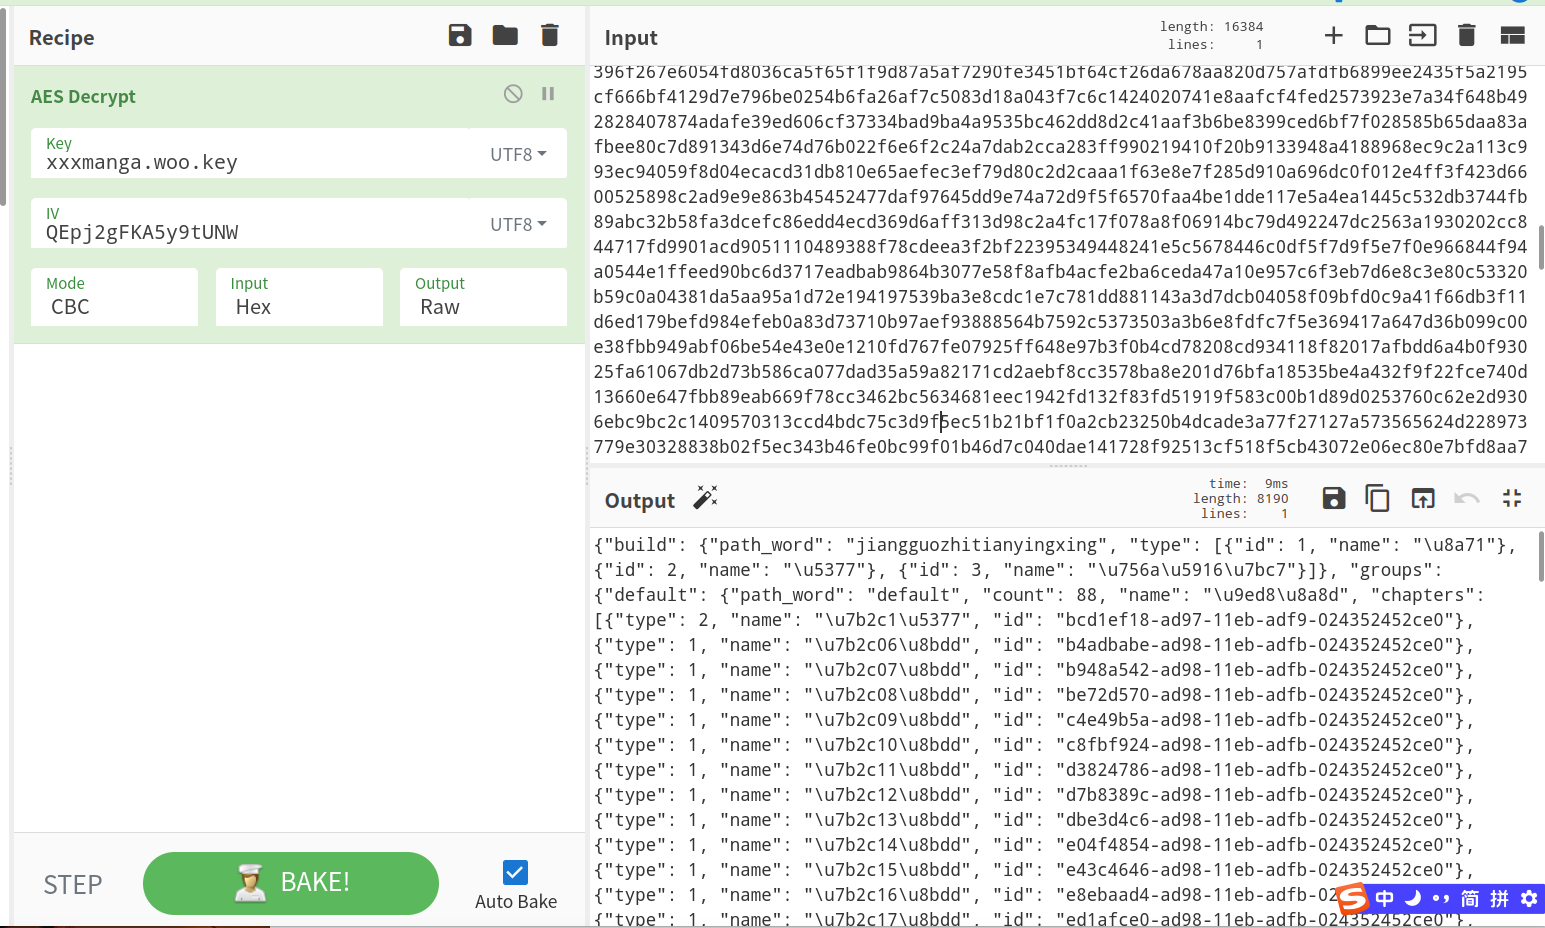 Recipe
AES Decrypt
Key
xxxmanga.woo.key
UTF8
IV
QEpj2gFKA5y9tUNW
UTF8
Mode
CBC
Input
Hex
Output
Raw
STEP
BAKE!
Auto Bake
Input
length: 16384
lines: 1
396f267e6054fd8036ca5f65f1f9d87a5af7290fe3451bf64cf26da678aa820d757afdfb6899ee2435f5a2195
cf666bf4129d7e796be0254b6fa26af7c5083d18a043f7c6c1424020741e8aafcf4fed2573923e7a34f648b49
2828407874adafe39ed606cf37334bad9ba4a9535bc462dd8d2c41aaf3b6be8399ced6bf7f028585b65daa83a
afbee80c7d891343d6e74d76b022f6e6f2c24a7dab2cca283ff990219410f20b9133948a4188968ec9c2a113c9
93ec94059f8d04ecacd31db810e65aefec3ef79d80c2d2caaa1f63e8e7f285d910a696dc0f012e4ff3f423d66
00525898c2ad9e9e863b45452477daf97645dd9e74a72d9f5f6570faa4be1dde117e5a4ea1445c532db3744fb
89abc32b58fa3dcefc86edd4ecd369d6aff313d98c2a4fc17f078a8f06914bc79d492247dc2563a1930202cc8
44717fd9901acd9051110489388f78cdeea3f2bf22395349448241e5c5678446c0df5f7d9f5e7f0e966844f94
a0544e1ffeed90bc6d3717eadbab9864b3077e58f8afb4acfe2ba6ceda47a10e957c6f3eb7d6e8c3e80c53320
b59c0a04381da5aa95a1d72e194197539ba3e8cdc1e7c781dd881143a3d7dcb04058f09bfd0c9a41f66db3f11
d6ed179befd984efeb0a83d73710b97aef93888564b7592c5373503a3b6e8fdfc7f5e369417a647d36b099c00
e38fbb949abf06be54e43e0e1210fd767fe07925ff648e97b3f0b4cd78208cd934118f82017afbdd6a4b0f930
25fa61067db2d73b586ca077dad35a59a82171cd2aebf8cc3578ba8e201d76bfa18535be4a432f9f22fce740d
13660e647fbb89eab669f78cc3462bc5634681eec1942fd132f83fd51919f583c00b1d89d0253760c62e2d930
6ebc9bc2c1409570313ccd4bdc75c3d9f5ec51b21bf1f0a2cb23250b4dcade3a77f27127a573565624d228973
779e30328838b02f5ec343b46fe0bc99f01b46d7c040dae141728f92513cf518f5cb43072e06ec80e7bfd8aa7
Output
time: 9ms
length: 8190
lines: 1
{"build": {"path_word": "jiangguozhitianyingxing", "type": [{"id": 1, "name": "\u8a71"},
{"id": 2, "name": "\u5377"}, {"id": 3, "name": "\u756a\u5916\u7bc7"}]}, "groups":
{"default": {"path_word": "default", "count": 88, "name": "\u9ed8\u8a8d", "chapters":
[{"type": 2, "name": "\u7b2c1\u5377", "id": "bcd1ef18-ad97-11eb-adf9-024352452ce0"},
{"type": 1, "name": "\u7b2c06\u8bdd", "id": "b4adbabe-ad98-11eb-adfb-024352452ce0"},
{"type": 1, "name": "\u7b2c07\u8bdd", "id": "b948a542-ad98-11eb-adfb-024352452ce0"},
{"type": 1, "name": "\u7b2c08\u8bdd", "id": "be72d570-ad98-11eb-adfb-024352452ce0"},
{"type": 1, "name": "\u7b2c09\u8bdd", "id": "c4e49b5a-ad98-11eb-adfb-024352452ce0"},
{"type": 1, "name": "\u7b2c10\u8bdd", "id": "c8fbf924-ad98-11eb-adfb-024352452ce0"},
{"type": 1, "name": "\u7b2c11\u8bdd", "id": "d3824786-ad98-11eb-adfb-024352452ce0"},
{"type": 1, "name": "\u7b2c12\u8bdd", "id": "d7b8389c-ad98-11eb-adfb-024352452ce0"},
{"type": 1, "name": "\u7b2c13\u8bdd", "id": "dbe3d4c6-ad98-11eb-adfb-024352452ce0"},
{"type": 1, "name": "\u7b2c14\u8bdd", "id": "e04f4854-ad98-11eb-adfb-024352452ce0"},
{"type": 1, "name": "\u7b2c15\u8bdd", "id": "e43c4646-ad98-11eb-adfb-024352452ce0"},
{"type": 1, "name": "\u7b2c16\u8bdd", "id": "e8ebaad4-ad98-11eb-adfb-02
{"type": 1, "name": "\u7b2c17\u8bdd", "id": "ed1afce0-ad98-11eb-adfb-024352452ce0"},
中 简 拼